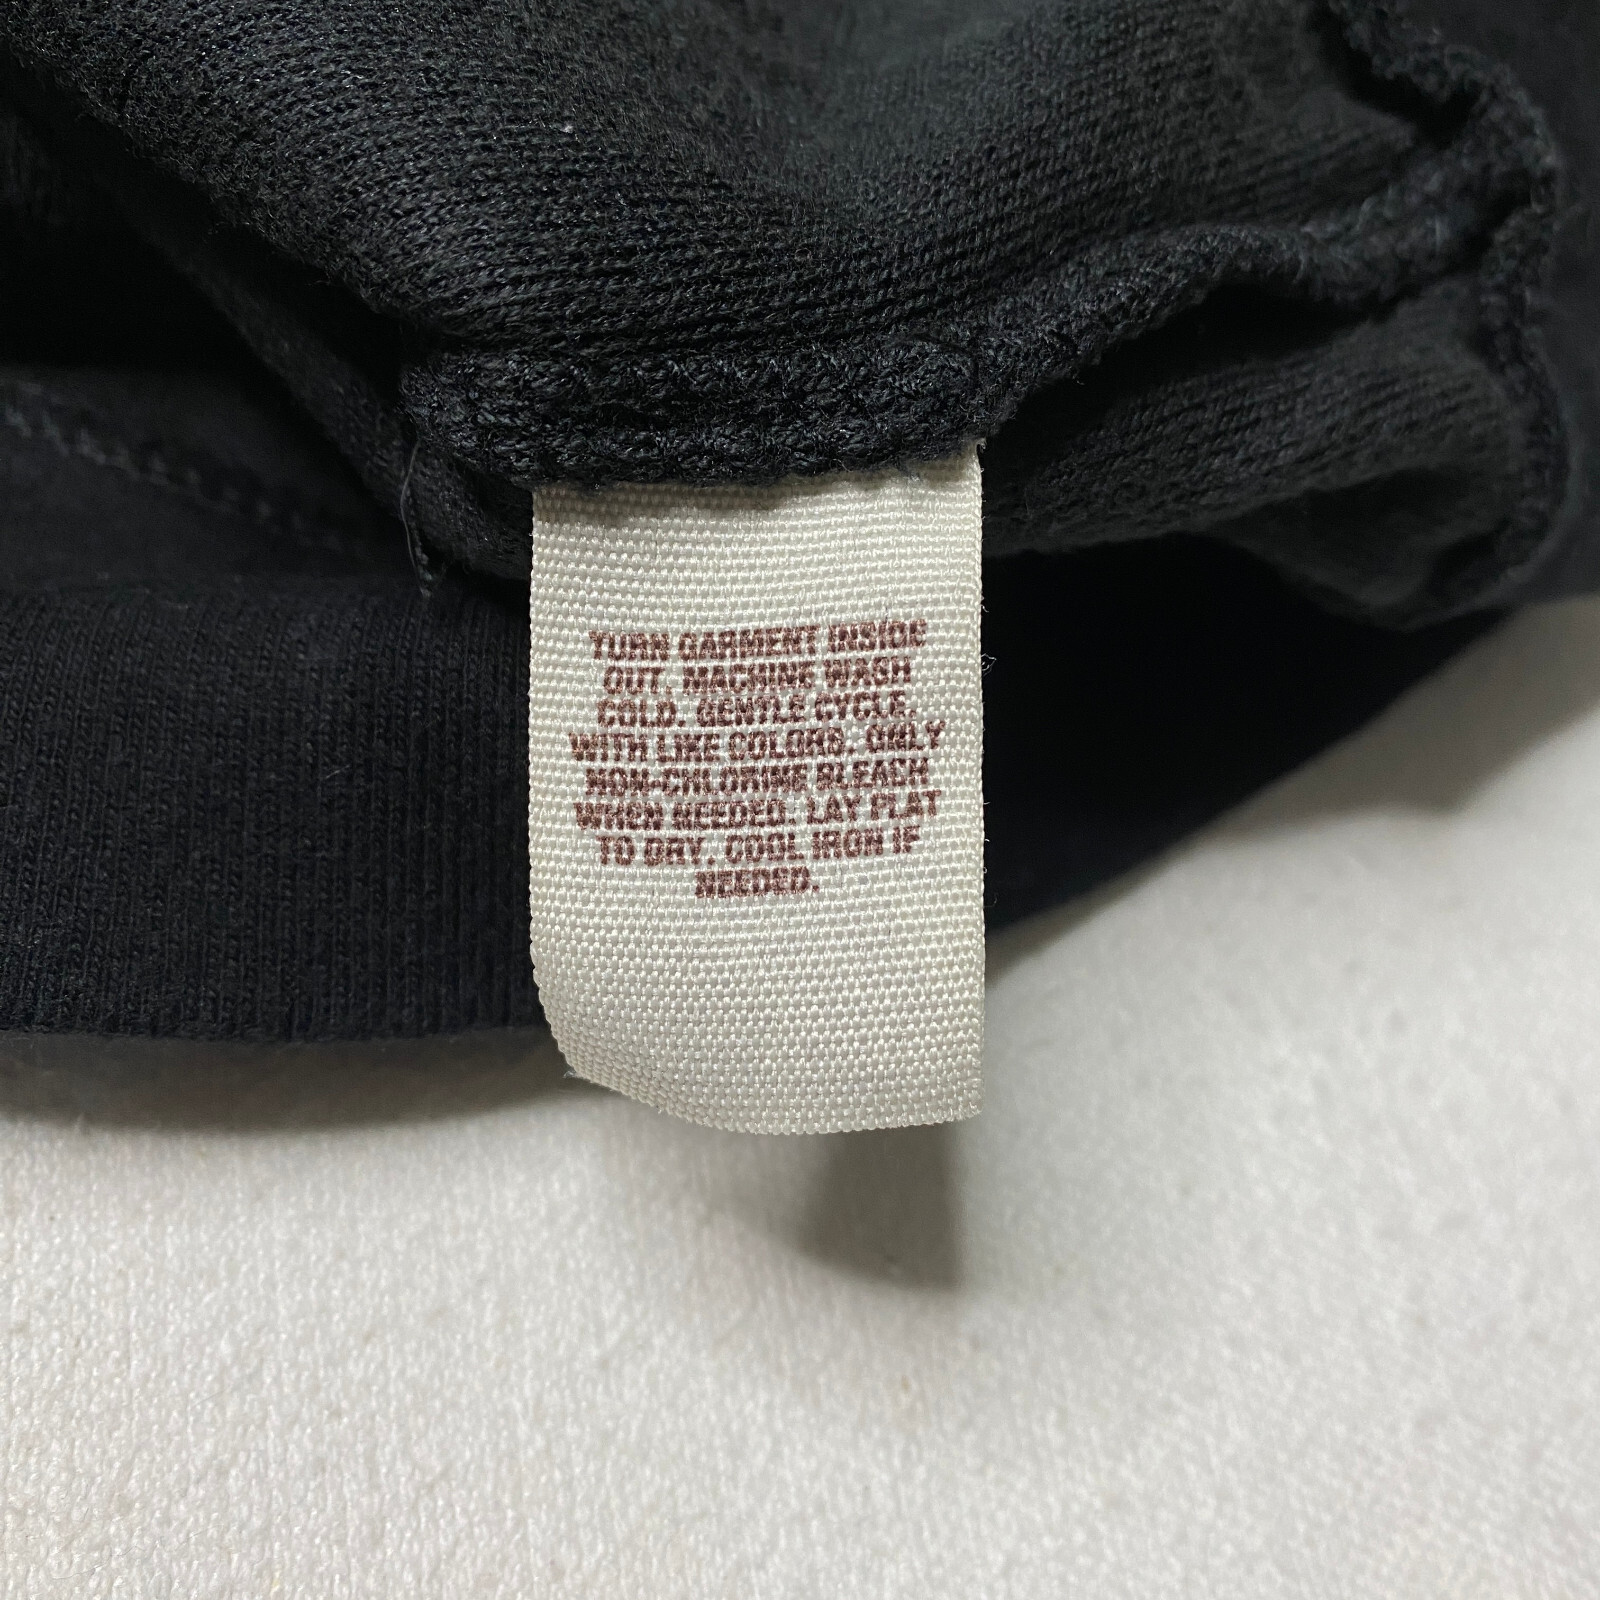 TURN GARMENT INSIDE
OUT. MACHINE WASH
COLD. GENTLE CYCLE.
WITH LIKE COLORS. ONLY
NON-CHLORINE BLEACH
WHEN NEEDED. LAY FLAT
TO DRY. COOL IRON IF
NEEDED.